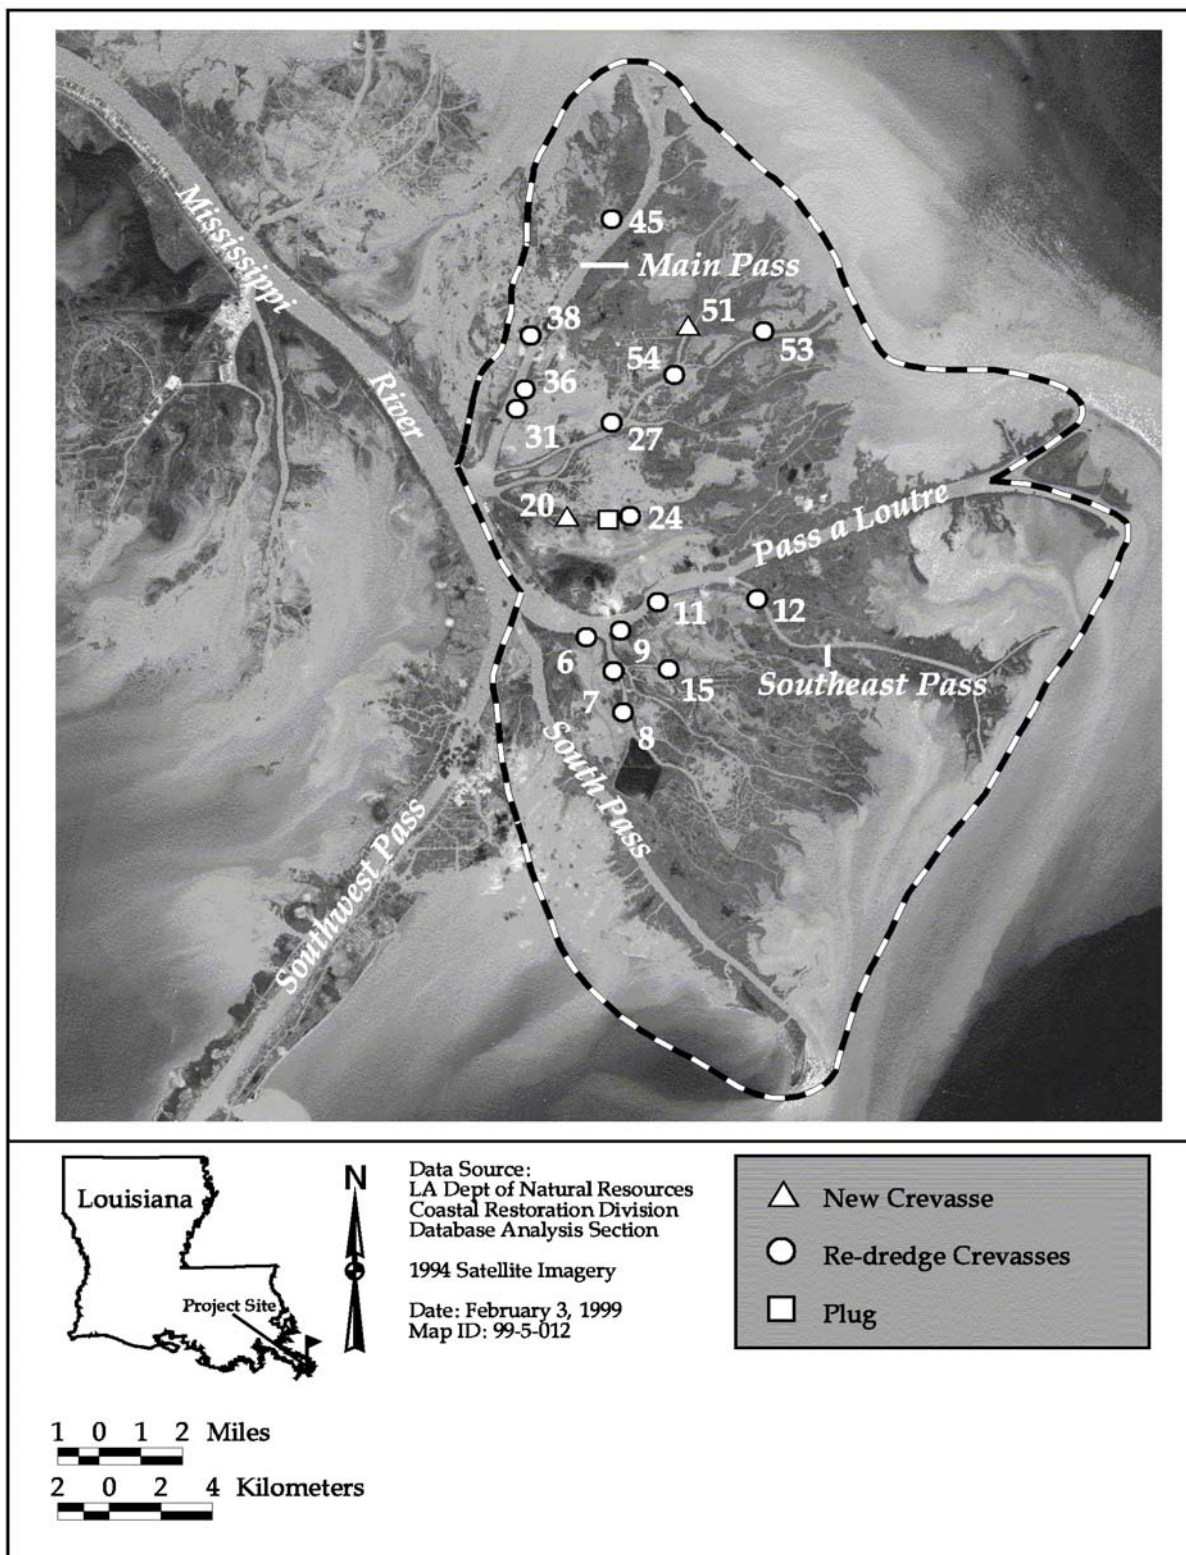 Mississippi
River
45
Main Pass
38
51
53
54
36
31
27
20
24
Pass a Loutre
11
12
6
9
15
7
Southeast Pass
8
South Pass
Southwest Pass
Louisiana
Project Site
N
Data Source:
LA Dept of Natural Resources
Coastal Restoration Division
Database Analysis Section
1994 Satellite Imagery
Date: February 3, 1999
Map ID: 99-5-012
New Crevasse
Re-dredge Crevasses
Plug
1 0 1 2 Miles
2 0 2 4 Kilometers